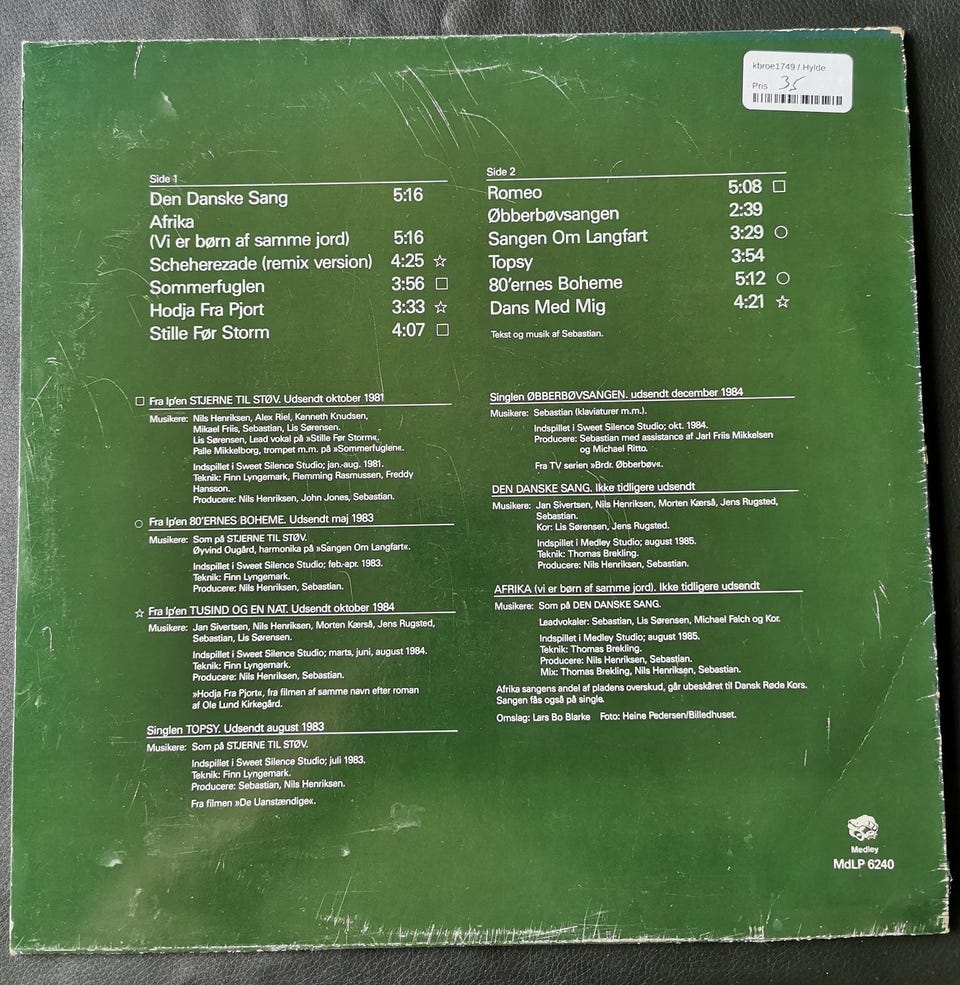 kbroe1749 / Hylde
Pris 35
Side 1
Den Danske Sang 5:16
Afrika
(Vi er børn af samme jord) 5:16
Scheherezade (remix version) 4:25 ☆
Sommerfuglen 3:56 □
Hodja Fra Pjort 3:33 ☆
Stille Før Storm 4:07 □
Side 2
Romeo 5:08 □
Øbberbøvsangen 2:39
Sangen Om Langfart 3:29 ○
Topsy 3:54
80'ernes Boheme 5:12 ○
Dans Med Mig 4:21 ☆
Tekst og musik af Sebastian.
□ Fra lp'en STJERNE TIL STØV. Udsendt oktober 1981
Musikere: Nils Henriksen, Alex Riel, Kenneth Knudsen,
Mikael Friis, Sebastian, Lis Sørensen.
Lis Sørensen, Lead vokal på »Stille Før Storm«.
Palle Mikkelborg, trompet m.m. på »Sommerfuglen«.
Indspillet i Sweet Silence Studio; jan.-aug. 1981.
Teknik: Finn Lyngemark, Flemming Rasmussen, Freddy
Hansson.
Producere: Nils Henriksen, John Jones, Sebastian.
○ Fra lp'en 80'ERNES BOHEME. Udsendt maj 1983
Musikere: Som på STJERNE TIL STØV.
Øyvind Ougård, harmonika på »Sangen Om Langfart«.
Indspillet i Sweet Silence Studio; feb.-apr. 1983.
Teknik: Finn Lyngemark.
Producere: Nils Henriksen, Sebastian.
☆ Fra lp'en TUSIND OG EN NAT. Udsendt oktober 1984
Musikere: Jan Sivertsen, Nils Henriksen, Morten Kærså, Jens Rugsted,
Sebastian, Lis Sørensen.
Indspillet i Sweet Silence Studio; marts, juni, august 1984.
Teknik: Finn Lyngemark.
Producere: Nils Henriksen, Sebastian.
»Hodja Fra Pjort«, fra filmen af samme navn efter roman
af Ole Lund Kirkegård.
Singlen TOPSY. Udsendt august 1983
Musikere: Som på STJERNE TIL STØV.
Indspillet i Sweet Silence Studio; juli 1983.
Teknik: Finn Lyngemark.
Producere: Sebastian, Nils Henriksen.
Fra filmen »De Uanstændige«.
Singlen ØBBERBØVSANGEN. udsendt december 1984
Musikere: Sebastian (klaviaturer m.m.).
Indspillet i Sweet Silence Studio; okt. 1984.
Producere: Sebastian med assistance af Jarl Friis Mikkelsen
og Michael Ritto.
Fra TV serien »Brdr. Øbberbøv«.
DEN DANSKE SANG. Ikke tidligere udsendt
Musikere: Jan Sivertsen, Nils Henriksen, Morten Kærså, Jens Rugsted,
Sebastian.
Kor: Lis Sørensen, Jens Rugsted.
Indspillet i Medley Studio; august 1985.
Teknik: Thomas Brekling.
Producere: Nils Henriksen, Sebastian.
AFRIKA (vi er børn af samme jord). Ikke tidligere udsendt
Musikere: Som på DEN DANSKE SANG.
Leadvokaler: Sebastian, Lis Sørensen, Michael Falch og Kor.
Indspillet i Medley Studio; august 1985.
Teknik: Thomas Brekling.
Producere: Nils Henriksen, Sebastian.
Mix: Thomas Brekling, Nils Henriksen, Sebastian.
Afrika sangens andel af pladens overskud, går ubeskåret til Dansk Røde Kors.
Sangen fås også på single.
Omslag: Lars Bo Blarke Foto: Heine Pedersen/Billedhuset.
Medley
MdLP 6240